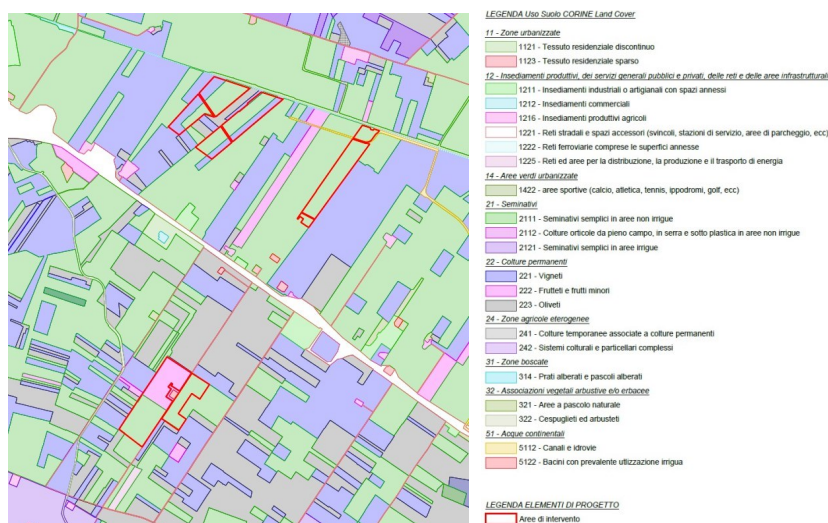 LEGENDA Uso Suolo CORINE Land Cover
11 - Zone urbanizzate
1121 - Tessuto residenziale discontinuo
1123 - Tessuto residenziale sparso
12 - Insediamenti produttivi, dei servizi generali pubblici e privati, delle reti e delle aree infrastrutturali
1211 - Insediamenti industriali o artigianali con spazi annessi
1212 - Insediamenti commerciali
1216 - Insediamenti produttivi agricoli
1221 - Reti stradali e spazi accessori (svincoli, stazioni di servizio, aree di parcheggio, ecc)
1222 - Reti ferroviarie comprese le superfici annesse
1225 - Reti ed aree per la distribuzione, la produzione e il trasporto di energia
14 - Aree verdi urbanizzate
1422 - aree sportive (calcio, atletica, tennis, ippodromi, golf, ecc)
21 - Seminativi
2111 - Seminativi semplici in aree non irrigue
2112 - Colture orticole da pieno campo, in serra e sotto plastica in aree non irrigue
2121 - Seminativi semplici in aree irrigue
22 - Colture permanenti
221 - Vigneti
222 - Frutteti e frutti minori
223 - Oliveti
24 - Zone agricole eterogenee
241 - Colture temporanee associate a colture permanenti
242 - Sistemi colturali e particellari complessi
31 - Zone boscate
314 - Prati alberati e pascoli alberati
32 - Associazioni vegetali arbustive e/o erbacee
321 - Aree a pascolo naturale
322 - Cespuglieti ed arbusteti
51 - Acque continentali
5112 - Canali e idrovie
5122 - Bacini con prevalente utlizzazione irrigua
LEGENDA ELEMENTI DI PROGETTO
Aree di intervento